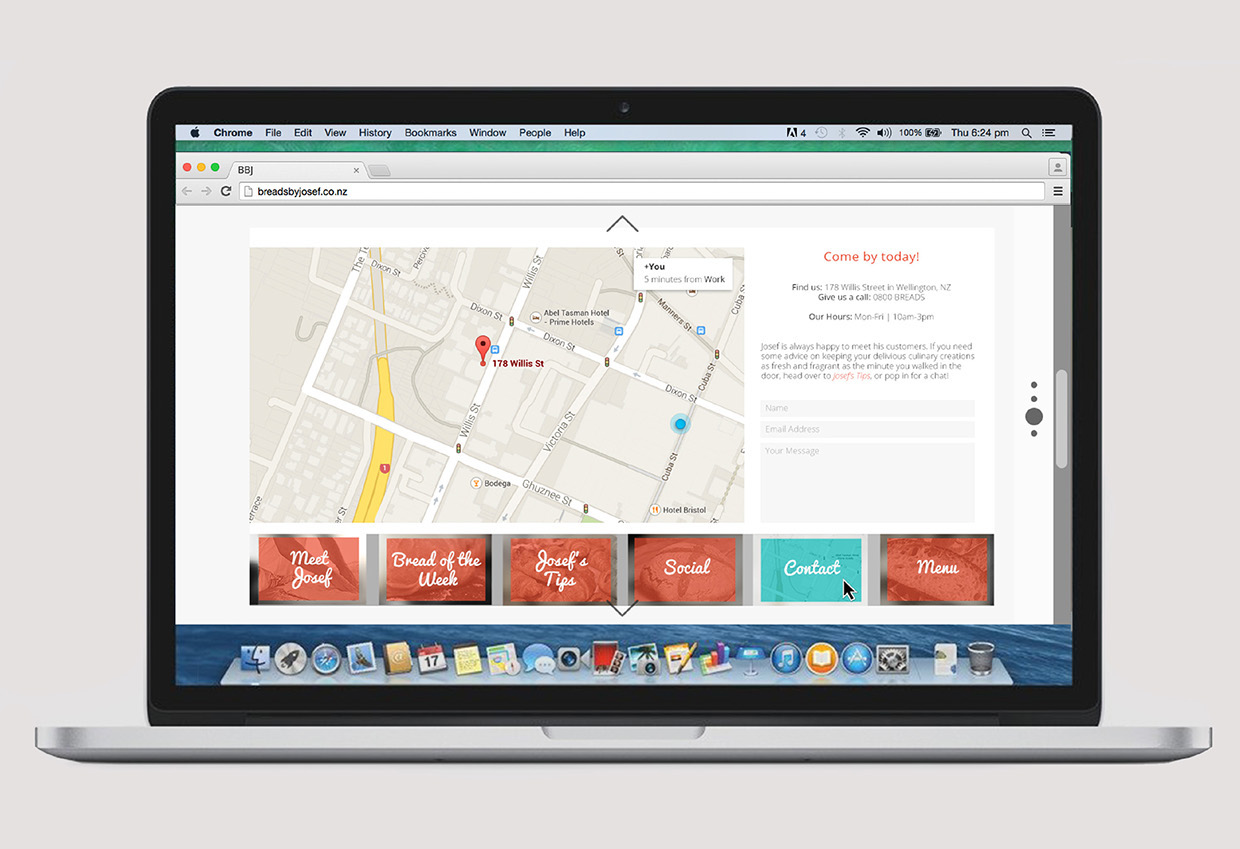 Chrome File Edit View History Bookmarks Window People Help 4 100% Thu 6:24 pm
BBJ
breadsbyjosef.co.nz
The Te
Dixon St
Perciva
Willis St
Cuba S
+You
5 minutes from Work
Dixon St
Abel Tasman Hotel
- Prime Hotels
Manners St
Dixon St
178 Willis St
Cuba St
Dixon St
Willis St
Victoria St
Cuba St
1
Bodega
Ghuznee St
Hotel Bristol
errace
Come by today!
Find us: 178 Willis Street in Wellington, NZ
Give us a call: 0800 BREADS
Our Hours: Mon-Fri | 10am-3pm
Josef is always happy to meet his customers. If you need
some advice on keeping your delivious culinary creations
as fresh and fragrant as the minute you walked in the
door, head over to Josef's Tips, or pop in for a chat!
Name
Email Address
Your Message
Meet
Josef
Bread of the
Week
Josef's
Tips
Social
Contact
Menu
17